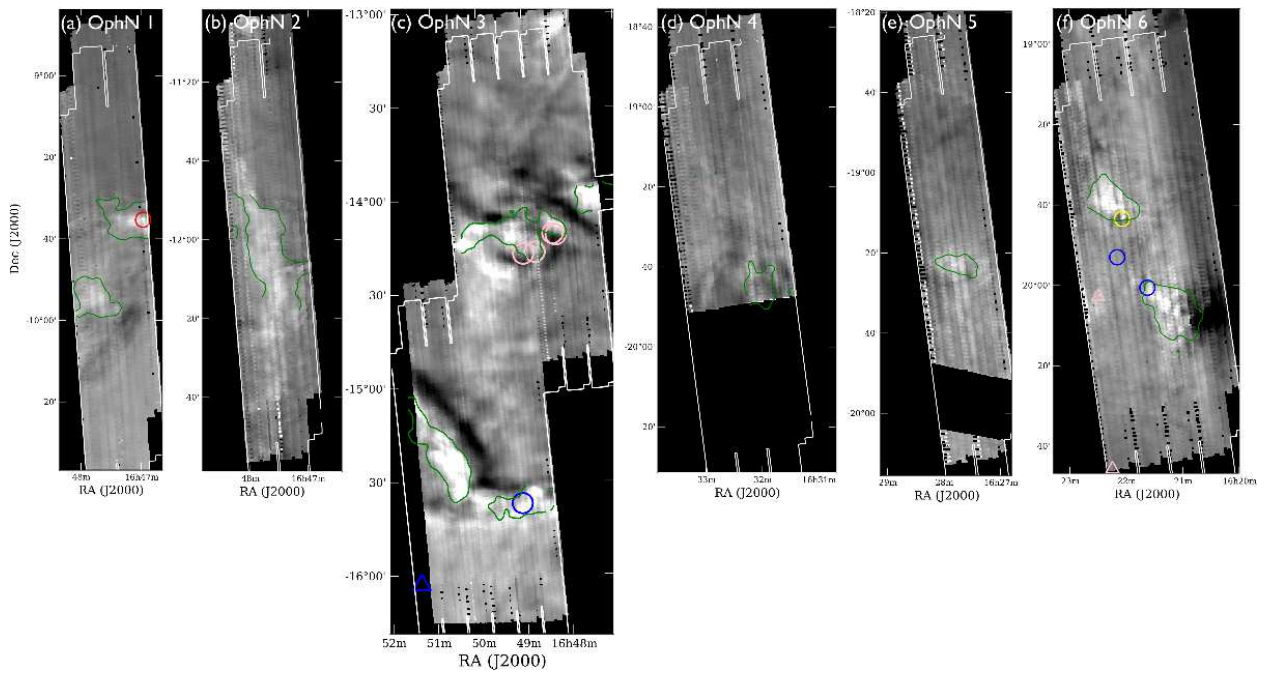 (a) OphN 1
(b) OphN 2
(c) OphN 3
(d) OphN 4
(e) OphN 5
(f) OphN 6
Dec (J2000)
9°00'
20'
40'
-10°00'
20'
48m
16h47m
RA (J2000)
-11°20'
40'
-12°00'
20'
40'
48m
16h47m
RA (J2000)
-13°00'
30'
-14°00'
30'
-15°00'
30'
-16°00'
52m
51m
50m
49m
16h48m
RA (J2000)
-18°40'
-19°00'
20'
40'
-20°00'
20'
33m
32m
16h31m
RA (J2000)
-18°20'
40'
-19°00'
20'
40'
-20°00'
29m
28m
16h27m
RA (J2000)
19°00'
20'
40'
20°00'
20'
40'
23m
22m
21m
16h20m
RA (J2000)